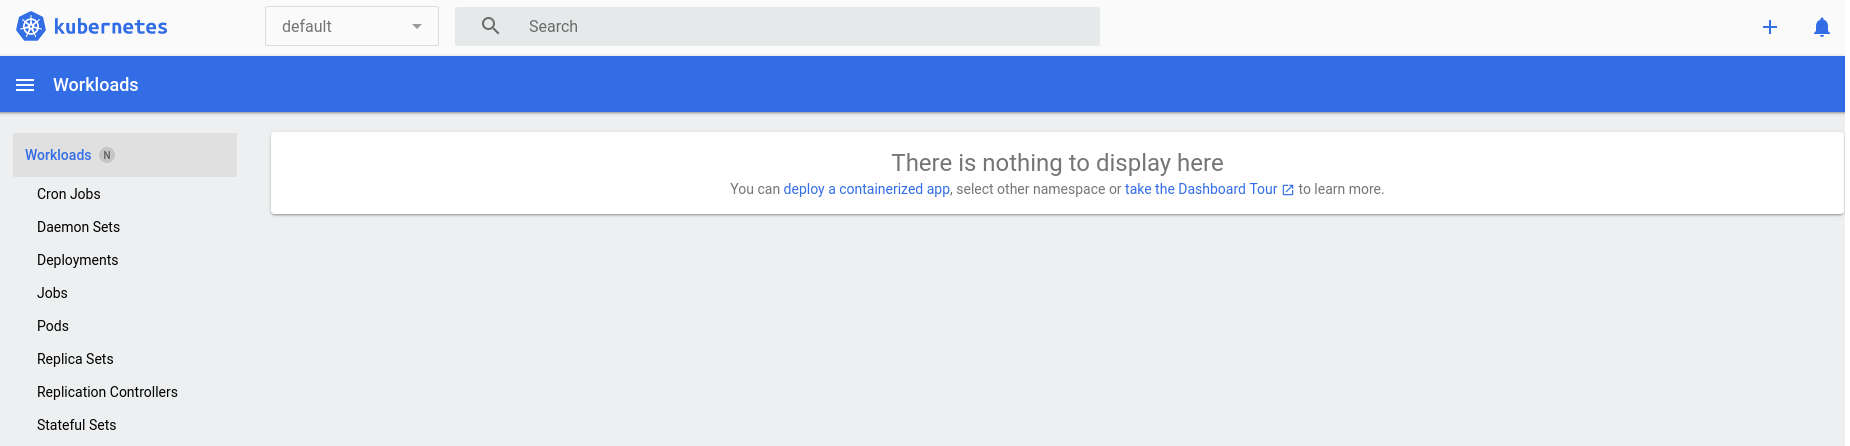 kubernetes
default
Search
Workloads
Workloads N
There is nothing to display here
You can deploy a containerized app, select other namespace or take the Dashboard Tour to learn more.
Cron Jobs
Daemon Sets
Deployments
Jobs
Pods
Replica Sets
Replication Controllers
Stateful Sets